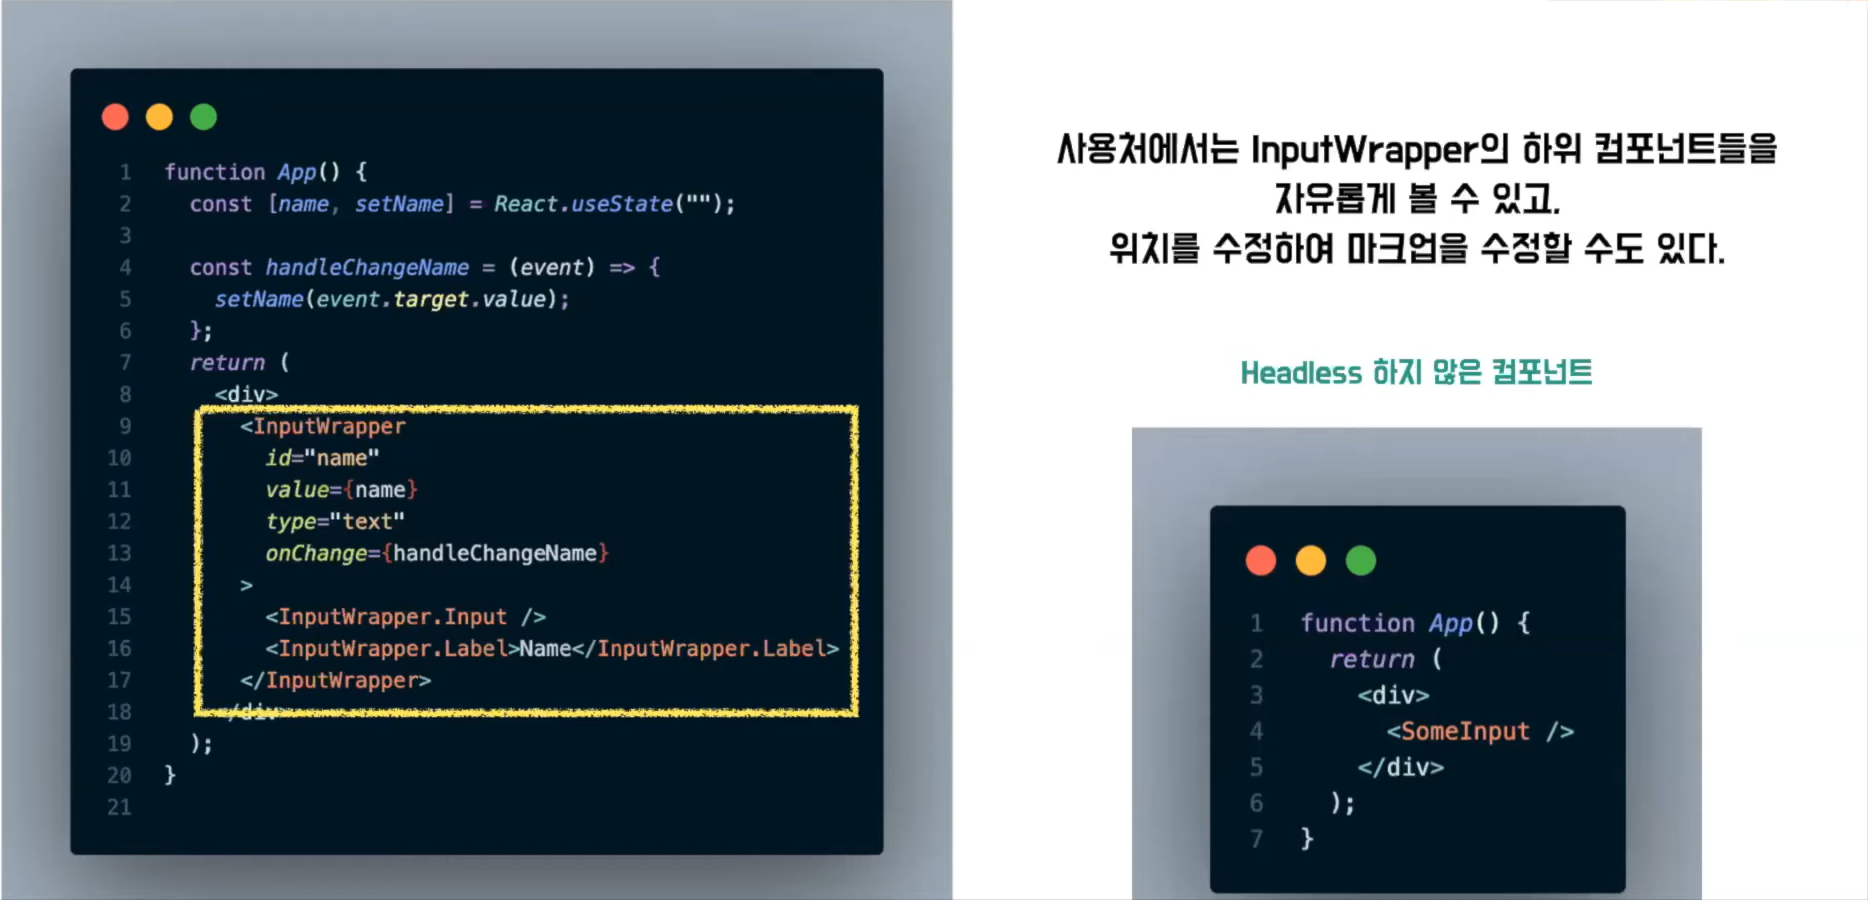 1 function App() {
2 const [name, setName] = React.useState("");
3
4 const handleChangeName = (event) => {
5 setName(event.target.value);
6 };
7 return (
8 <div>
9 <InputWrapper
10 id="name"
11 value={name}
12 type="text"
13 onChange={handleChangeName}
14 >
15 <InputWrapper.Input />
16 <InputWrapper.Label>Name</InputWrapper.Label>
17 </InputWrapper>
18 </div>
19 );
20 }
21
사용처에서는 InputWrapper의 하위 컴포넌트들을
자유롭게 볼 수 있고,
위치를 수정하여 마크업을 수정할 수도 있다.
Headless 하지 않은 컴포넌트
1 function App() {
2 return (
3 <div>
4 <SomeInput />
5 </div>
6 );
7 }